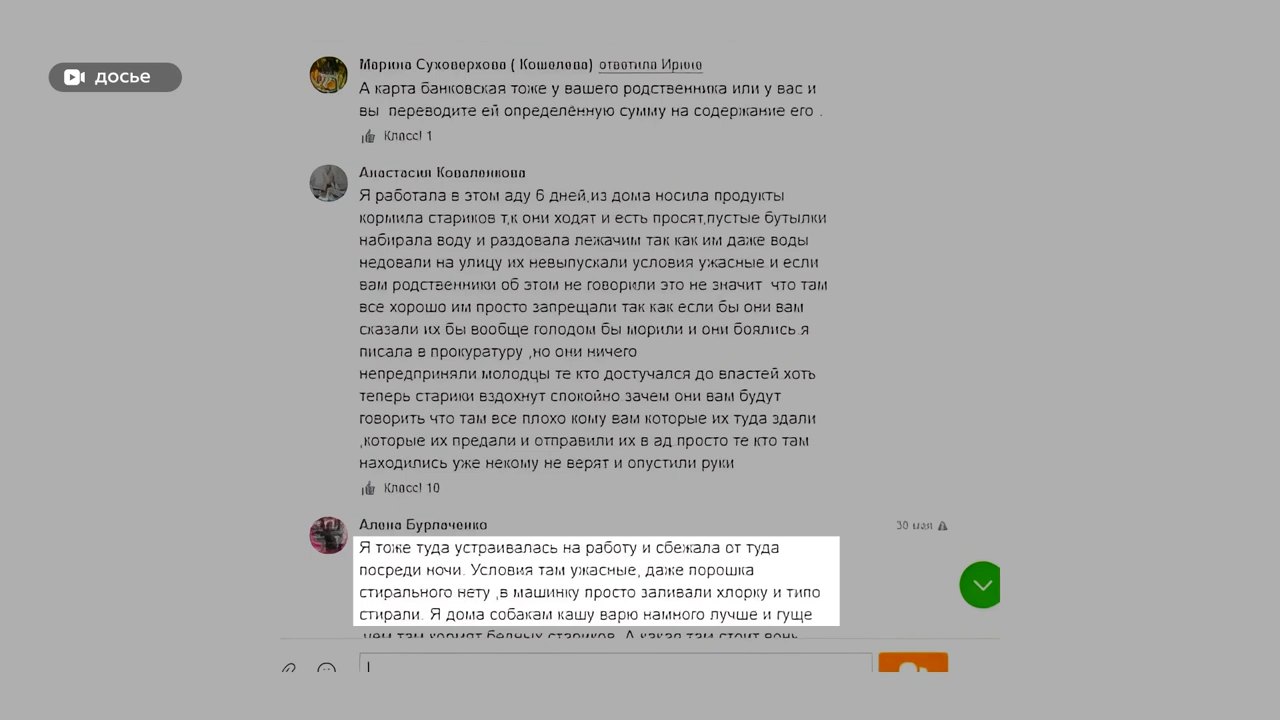 досье
Марина Суховерхова ( Кошелева) ответила Ирине
А карта банковская тоже у вашего родственника или у вас и
вы переводите ей определённую сумму на содержание его .
Класс! 1
Анастасия Коваленкова
Я работала в этом аду 6 дней,из дома носила продукты
кормила стариков т,к они ходят и есть просят,пустые бутылки
набирала воду и раздовала лежачим так как им даже воды
недовали на улицу их невыпускали условия ужасные и если
вам родственники об этом не говорили это не значит что там
все хорошо им просто запрещали так как если бы они вам
сказали их бы вообще голодом бы морили и они боялись.я
писала в прокуратуру ,но они ничего
непредприняли.молодцы те кто достучался до властей.хоть
теперь старики вздохнут спокойно зачем они вам будут
говорить что там все плохо кому вам которые их туда здали
,которые их предали и отправили их в ад.просто те кто там
находились уже некому не верят и опустили руки
Класс! 10
Алена Бурлаченко
30 мая
Я тоже туда устраивалась на работу и сбежала от туда
посреди ночи. Условия там ужасные, даже порошка
стирального нету ,в машинку просто заливали хлорку и типо
стирали. Я дома собакам кашу варю намного лучше и гуще
,чем там кормят бедных стариков. А какая там стоит вонь